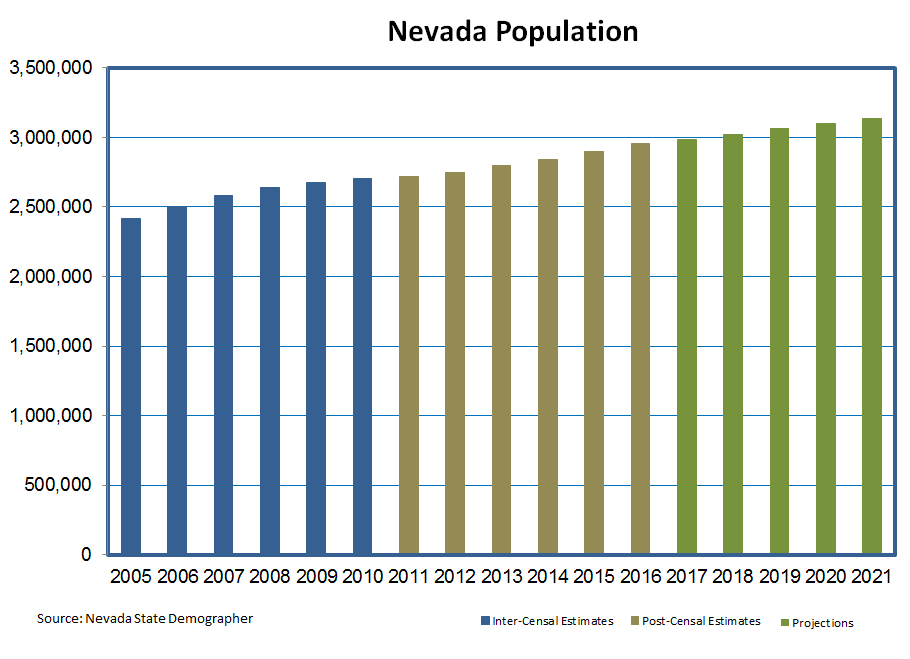 Nevada Population
3,500,000
3,000,000
2,500,000
2,000,000
1,500,000
1,000,000
500,000
0
2005 2006 2007 2008 2009 2010 2011 2012 2013 2014 2015 2016 2017 2018 2019 2020 2021
Source: Nevada State Demographer
Inter-Censal Estimates Post-Censal Estimates Projections